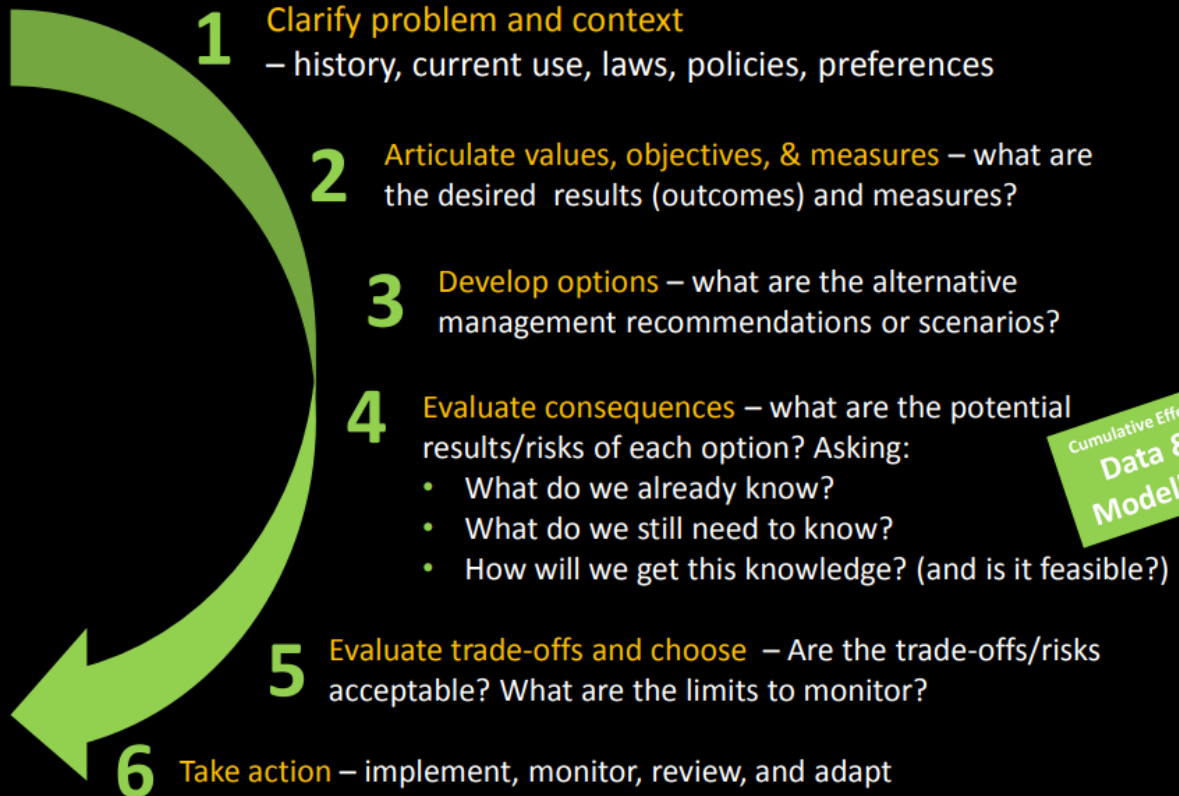 1 Clarify problem and context
– history, current use, laws, policies, preferences
2 Articulate values, objectives, & measures – what are
the desired results (outcomes) and measures?
3 Develop options – what are the alternative
management recommendations or scenarios?
4 Evaluate consequences – what are the potential
results/risks of each option? Asking:
• What do we already know?
• What do we still need to know?
• How will we get this knowledge? (and is it feasible?)
Cumulative
Data &
5 Evaluate trade-offs and choose – Are the trade-offs/risks
acceptable? What are the limits to monitor?
6 Take action – implement, monitor, review, and adapt